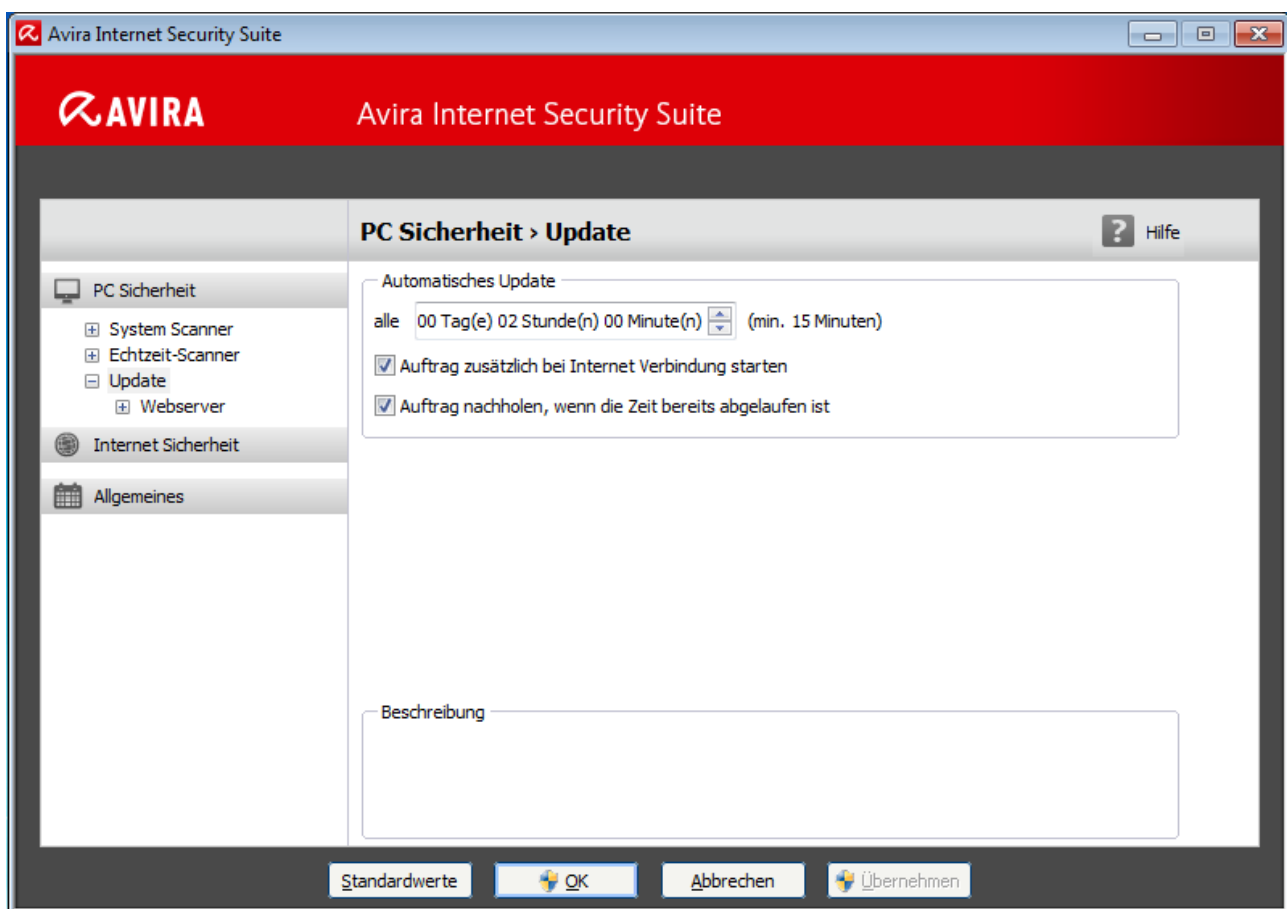 Avira Internet Security Suite
AVIRA
Avira Internet Security Suite
PC Sicherheit › Update
? Hilfe
PC Sicherheit
System Scanner
Echtzeit-Scanner
Update
Webserver
Internet Sicherheit
Allgemeines
Automatisches Update
alle 00 Tag(e) 02 Stunde(n) 00 Minute(n) (min. 15 Minuten)
Auftrag zusätzlich bei Internet Verbindung starten
Auftrag nachholen, wenn die Zeit bereits abgelaufen ist
Beschreibung
Standardwerte OK Abbrechen Übernehmen